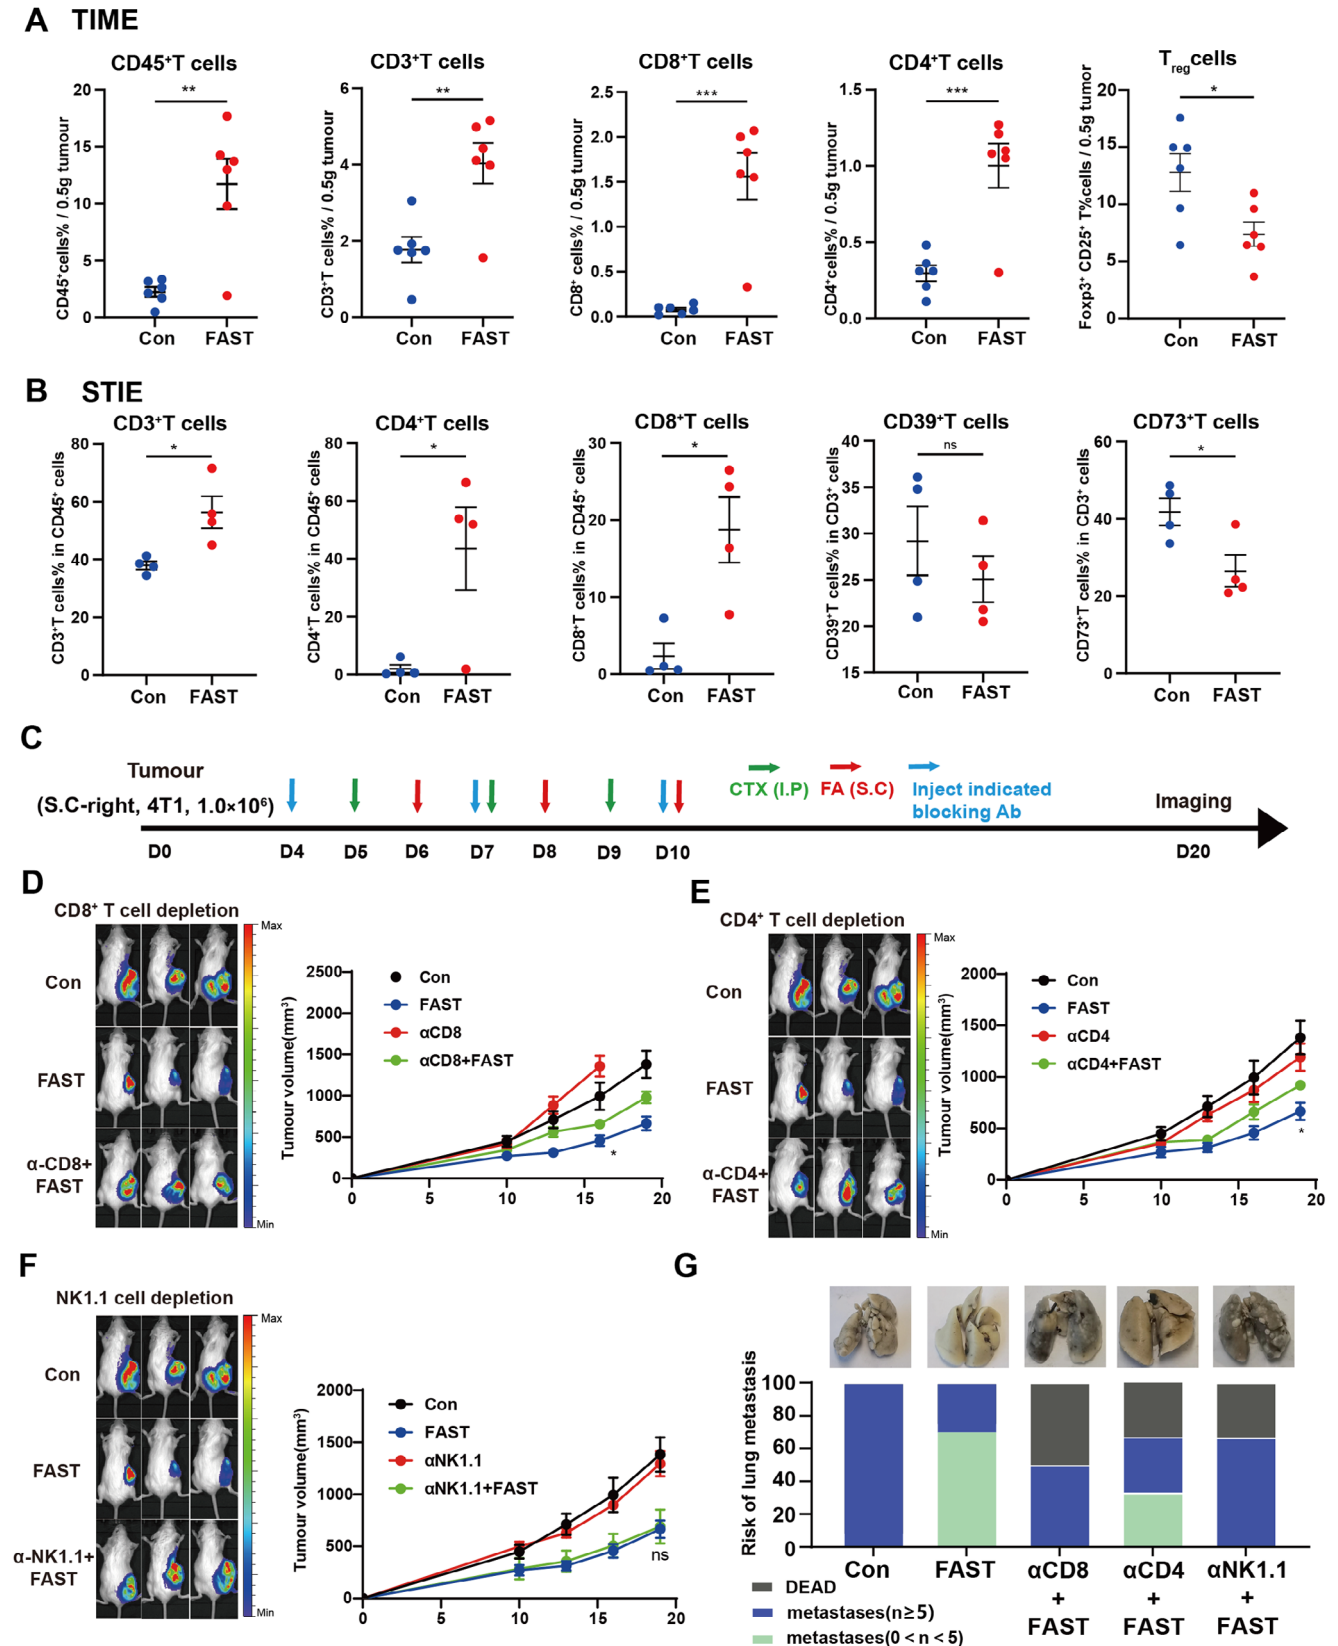 A TIME
CD45⁺T cells
CD45⁺cells% / 0.5g tumour
20
15
10
5
0
**
Con FAST
CD3⁺T cells
CD3⁺T cells% / 0.5g tumour
6
4
2
0
**
Con FAST
CD8⁺T cells
CD8⁺ cells% / 0.5g tumour
2.5
2.0
1.5
1.0
0.5
0.0
***
Con FAST
CD4⁺T cells
CD4⁺cells% / 0.5g tumour
1.5
1.0
0.5
0.0
***
Con FAST
Tregcells
Foxp3⁺ CD25⁺ T%cells / 0.5g tumor
20
15
10
5
0
*
Con FAST
B STIE
CD3⁺T cells
CD3⁺T cells% in CD45⁺ cells
80
60
40
20
0
*
Con FAST
CD4⁺T cells
CD4⁺T cells% in CD45⁺ cells
80
60
40
20
0
*
Con FAST
CD8⁺T cells
CD8⁺T cells% in CD45⁺ cells
30
20
10
0
*
Con FAST
CD39⁺T cells
CD39⁺T cells% in CD3⁺ cells
40
35
30
25
20
15
ns
Con FAST
CD73⁺T cells
CD73⁺T cells% in CD3⁺ cells
60
40
20
0
*
Con FAST
C
Tumour
(S.C-right, 4T1, 1.0×10⁶)
CTX (I.P)
FA (S.C)
Inject indicated
blocking Ab
Imaging
D0 D4 D5 D6 D7 D8 D9 D10 D20
D
CD8⁺ T cell depletion
Con
FAST
α-CD8+
FAST
Max
Min
Tumour volume(mm³)
2500
2000
1500
1000
500
0
0 5 10 15 20
Con
FAST
αCD8
αCD8+FAST
*
E
CD4⁺ T cell depletion
Con
FAST
α-CD4+
FAST
Max
Min
Tumour volume(mm³)
2000
1500
1000
500
0
0 5 10 15 20
Con
FAST
αCD4
αCD4+FAST
*
F
NK1.1 cell depletion
Con
FAST
α-NK1.1+
FAST
Max
Min
Tumour volume(mm³)
2000
1500
1000
500
0
0 5 10 15 20
Con
FAST
αNK1.1
αNK1.1+FAST
ns
G
Risk of lung metastasis
100
80
60
40
20
0
Con
FAST
αCD8
+
FAST
αCD4
+
FAST
αNK1.1
+
FAST
DEAD
metastases(n≥5)
metastases(0 < n < 5)